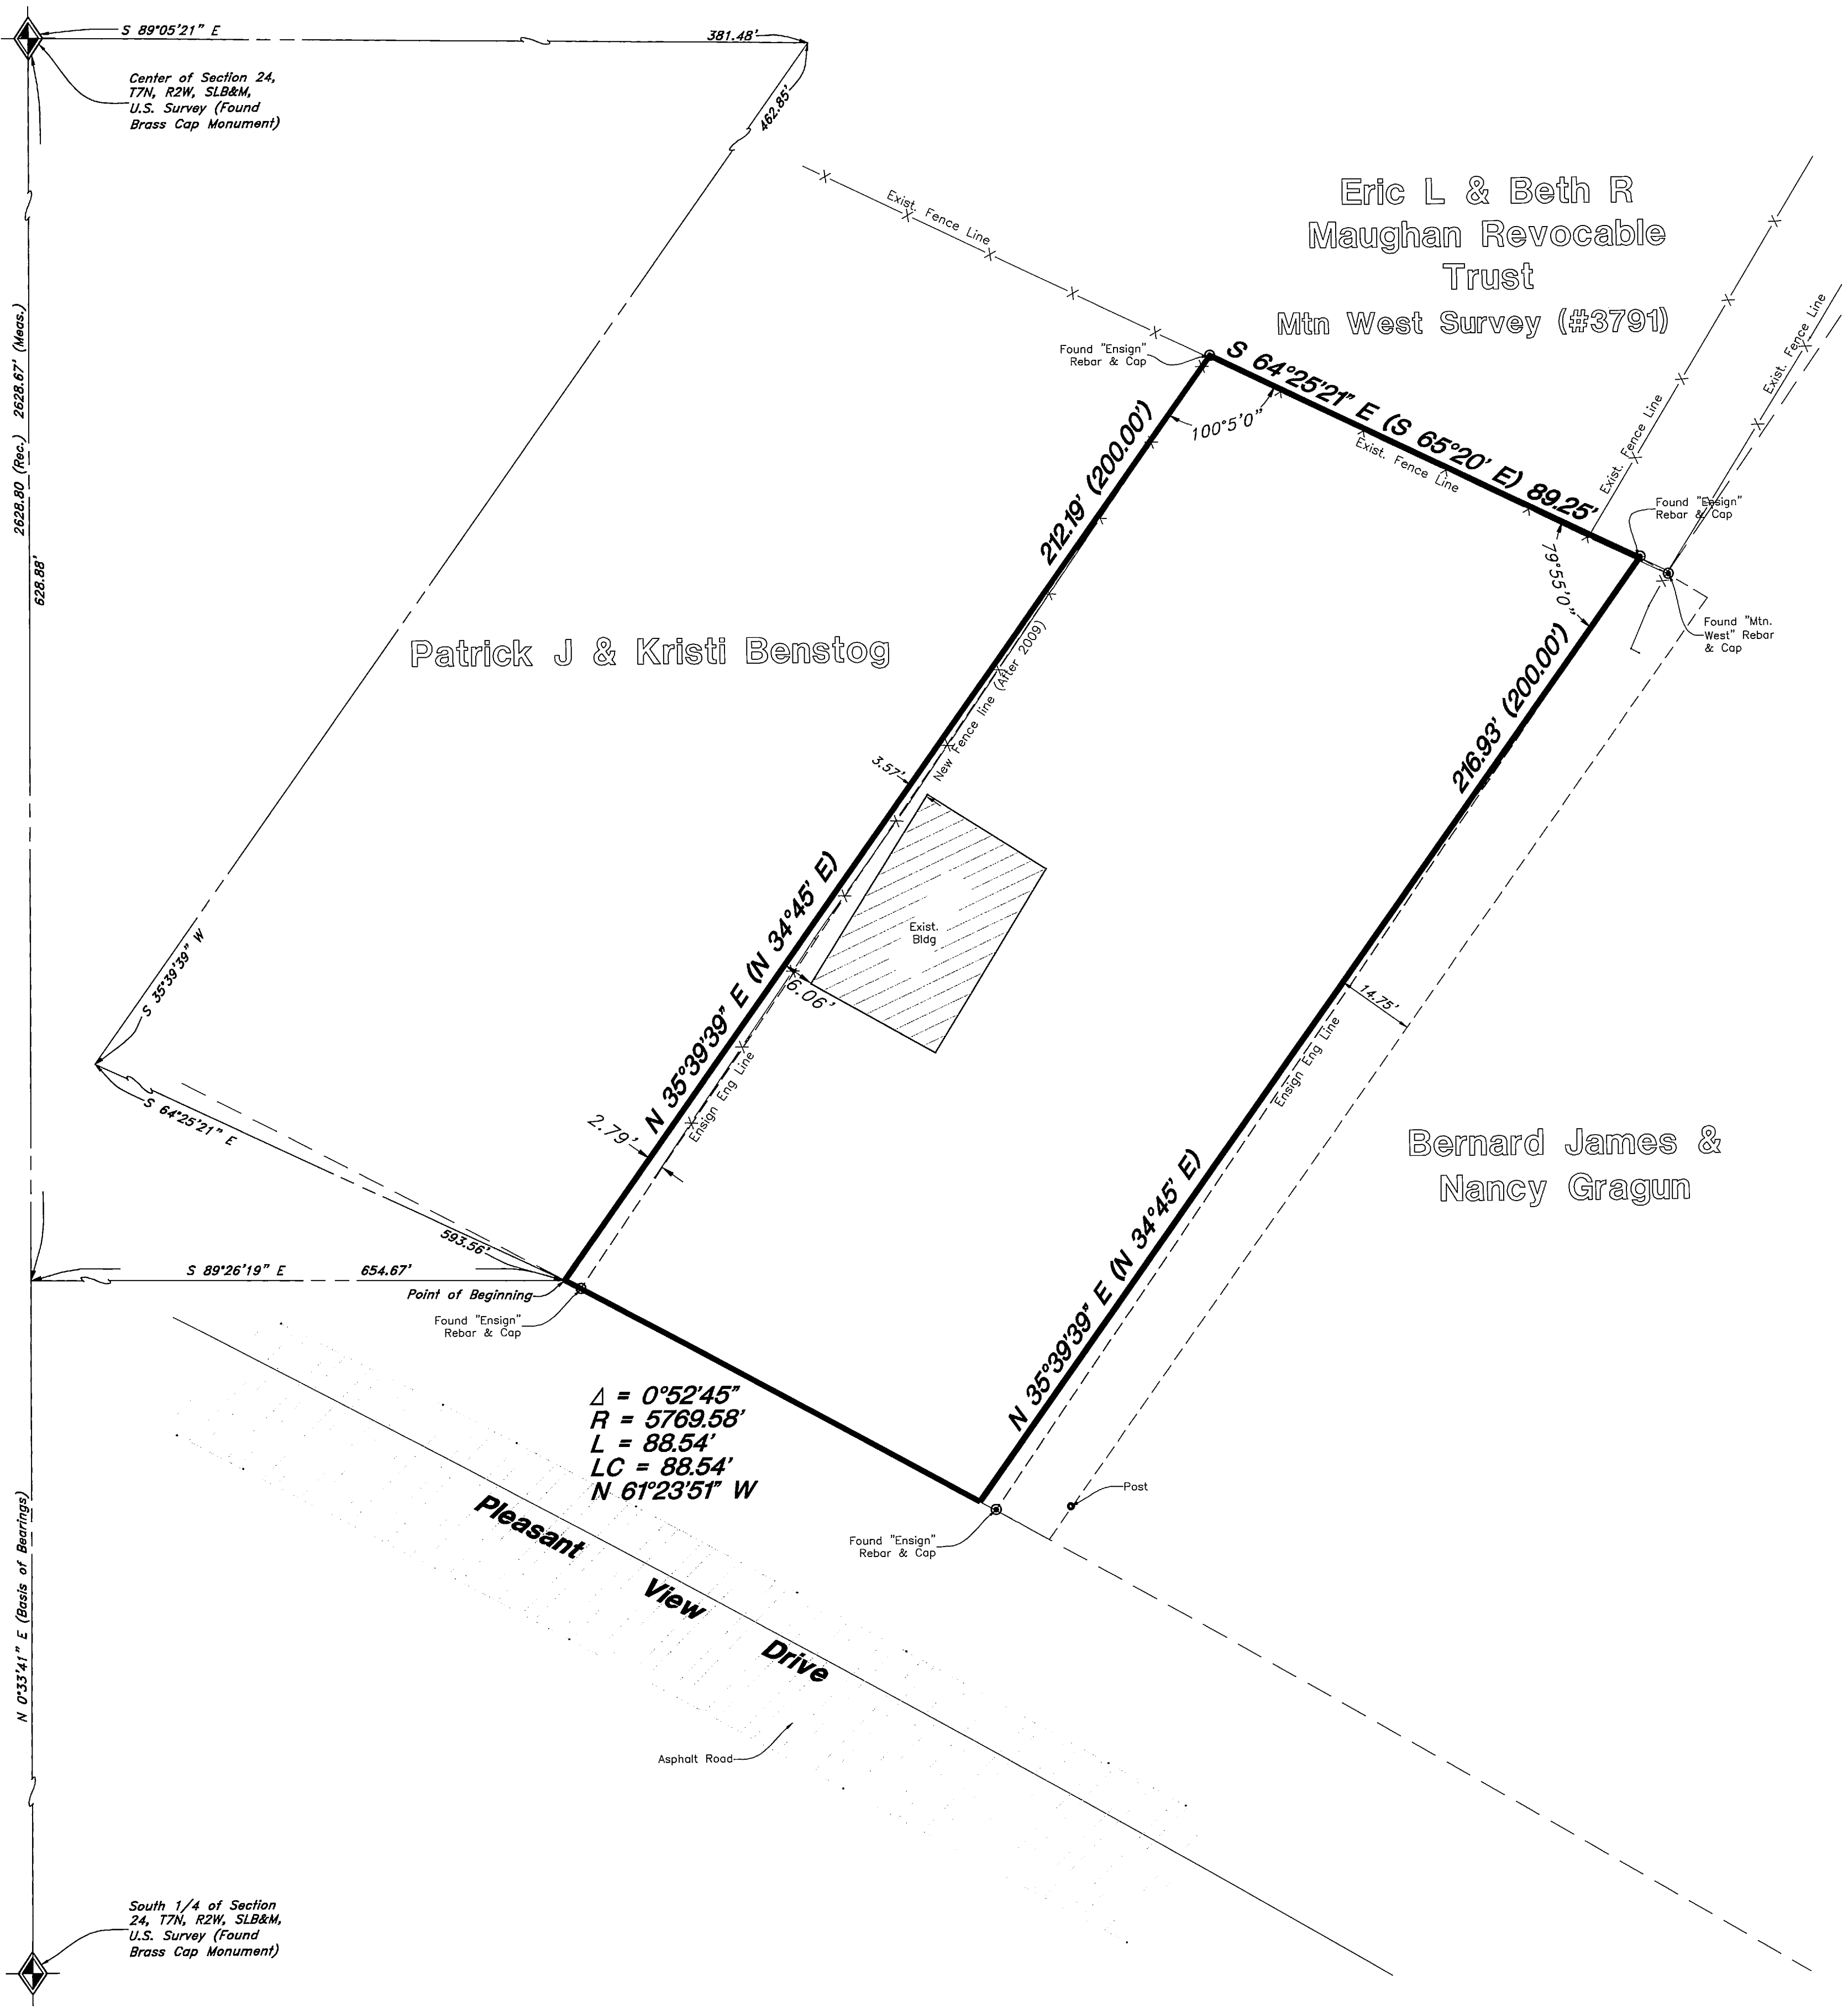 S 89°05'21" E
381.48'
Center of Section 24,
T7N, R2W, SLB&M,
U.S. Survey (Found
Brass Cap Monument)
462.85'
Exist. Fence Line
Eric L & Beth R
Maughan Revocable
Trust
Mtn West Survey (#3791)
Found "Ensign"
Rebar & Cap
S 64°25'21" E (S 65°20' E) 89.25'
100°5'0"
Exist. Fence Line
Exist. Fence Line
Exist. Fence Line
Found "Ensign"
Rebar & Cap
79°55'0"
Found "Mtn.
West" Rebar
& Cap
2628.80 (Rec.) 2628.67' (Meas.)
628.88'
212.19' (200.00')
Patrick J & Kristi Benstog
New Fence line (After 2009)
216.93' (200.00')
3.57'
Exist.
Bldg
N 35°39'39" E (N 34°45' E)
6.06'
S 35°39'39" W
14.75'
Ensign Eng Line
Ensign Eng Line
S 64°25'21" E
2.79'
Bernard James &
Nancy Gragun
593.56'
S 89°26'19" E
654.67'
Point of Beginning
Found "Ensign"
Rebar & Cap
N 35°39'39" E (N 34°45' E)
Δ = 0°52'45"
R = 5769.58'
L = 88.54'
LC = 88.54'
N 61°23'51" W
Post
Found "Ensign"
Rebar & Cap
Pleasant
View
Drive
N 0°33'41" E (Basis of Bearings)
Asphalt Road
South 1/4 of Section
24, T7N, R2W, SLB&M,
U.S. Survey (Found
Brass Cap Monument)